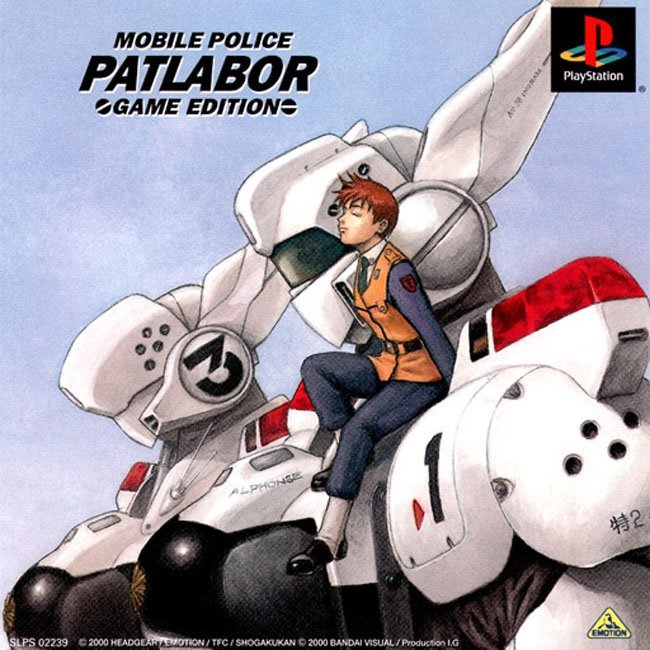 MOBILE POLICE
PATLABOR
GAME EDITION
PlayStation
®
3
ALPHONSE
1
特2
EMOTION
SLPS 02239 © 2000 HEADGEAR / EMOTION / TFC / SHOGAKUKAN © 2000 BANDAI VISUAL / Production I.G